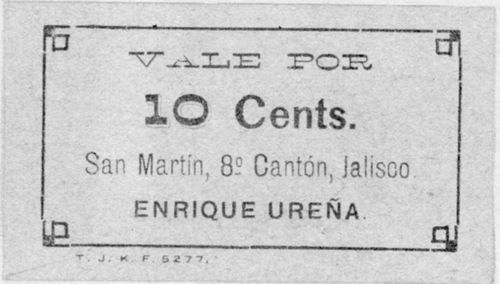 VALE POR
10 Cents.
San Martín, 8º Cantón, Jalisco.
ENRIQUE UREÑA.
T. J. K. F. 5277.